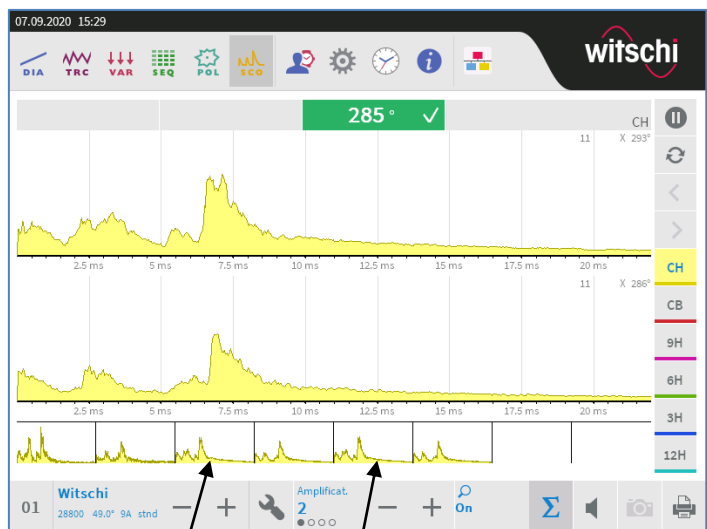 07.09.2020 15:29
witschi
DIA TRC VAR SEQ POL SCO i
285° ✓ CH
11 X 293°
2.5 ms 5 ms 7.5 ms 10 ms 12.5 ms 15 ms 17.5 ms 20 ms
CH
11 X 286°
CB
9H
6H
2.5 ms 5 ms 7.5 ms 10 ms 12.5 ms 15 ms 17.5 ms 20 ms
3H
12H
01 Witschi
28800 49.0° 9A stnd
− +
Amplificat.
2
− +
On
Σ